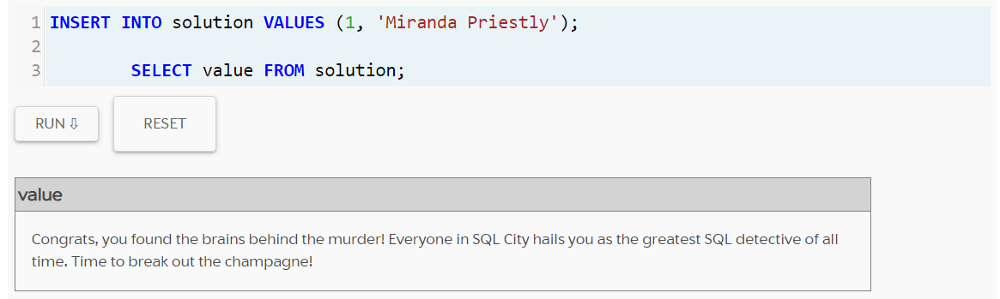 1 INSERT INTO solution VALUES (1, 'Miranda Priestly');
2
3 SELECT value FROM solution;
RUN ⇩
RESET
value
Congrats, you found the brains behind the murder! Everyone in SQL City hails you as the greatest SQL detective of all
time. Time to break out the champagne!